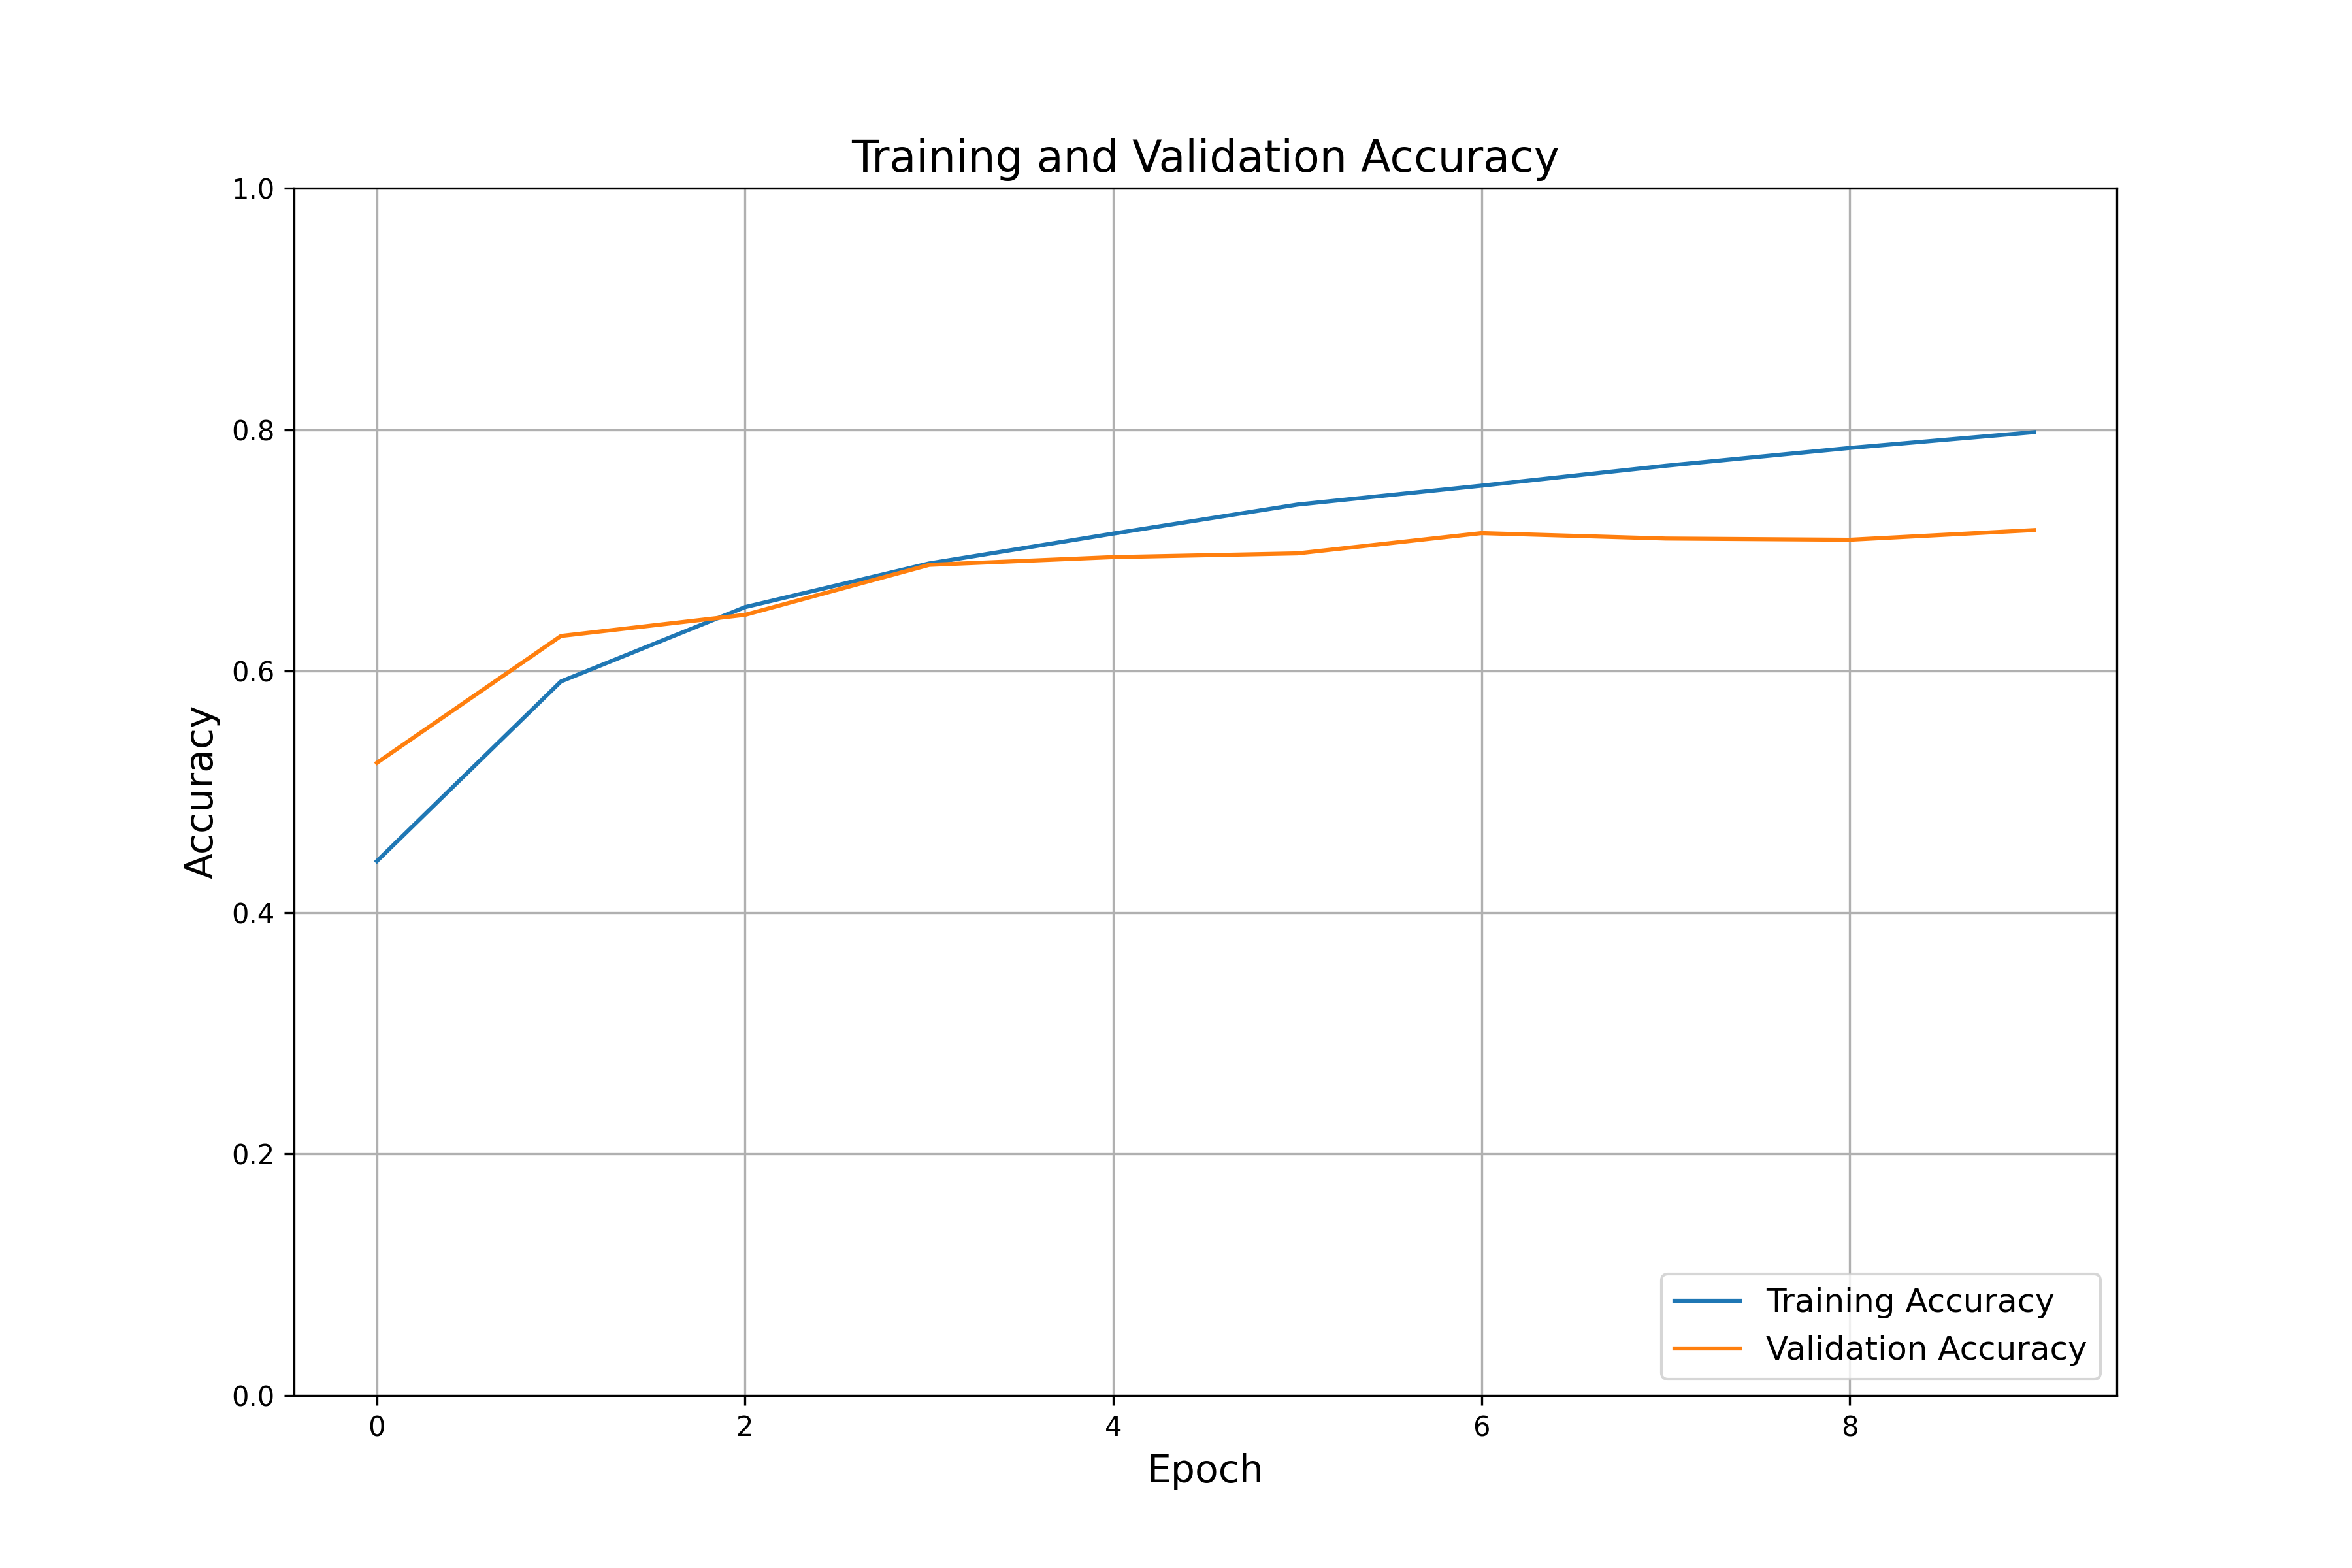 Training and Validation Accuracy
1.0
0.8
0.6
0.4
0.2
0.0
Accuracy
0 2 4 6 8
Epoch
Training Accuracy
Validation Accuracy